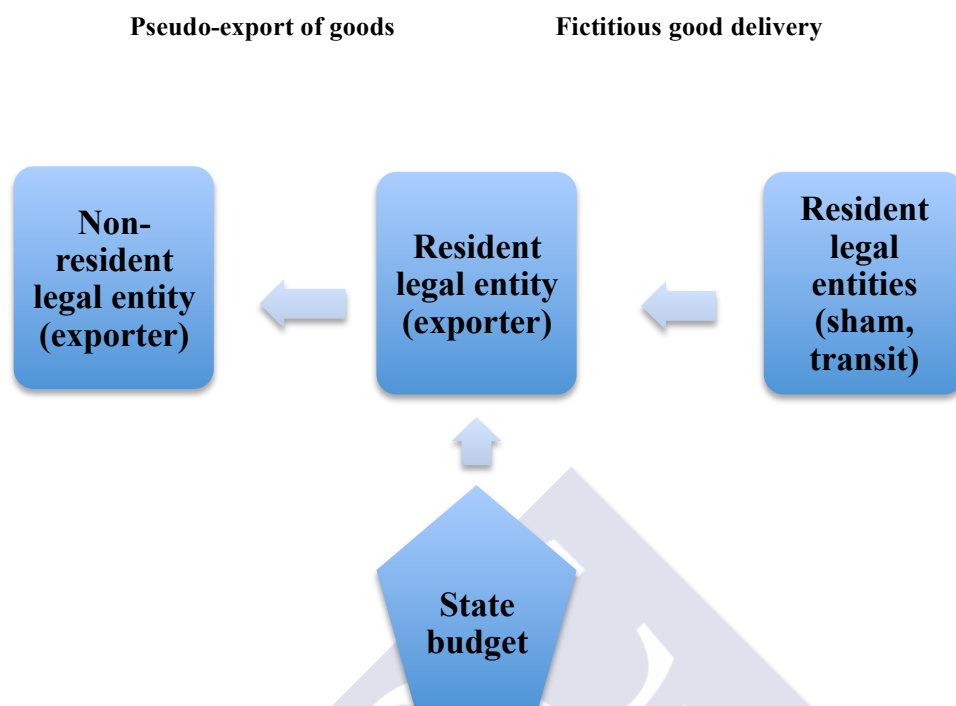 Pseudo-export of goods
Fictitious good delivery
Non-
resident
legal entity
(exporter)
Resident
legal entity
(exporter)
Resident
legal
entities
(sham,
transit)
State
budget